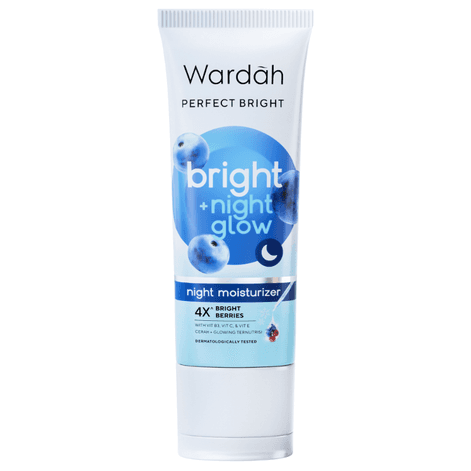 Wardah
PERFECT BRIGHT
bright
+night
glow
night moisturizer
4X^ BRIGHT
BERRIES
WITH VIT B3, VIT C, & VIT E
DERMATOLOGICALLY TESTED